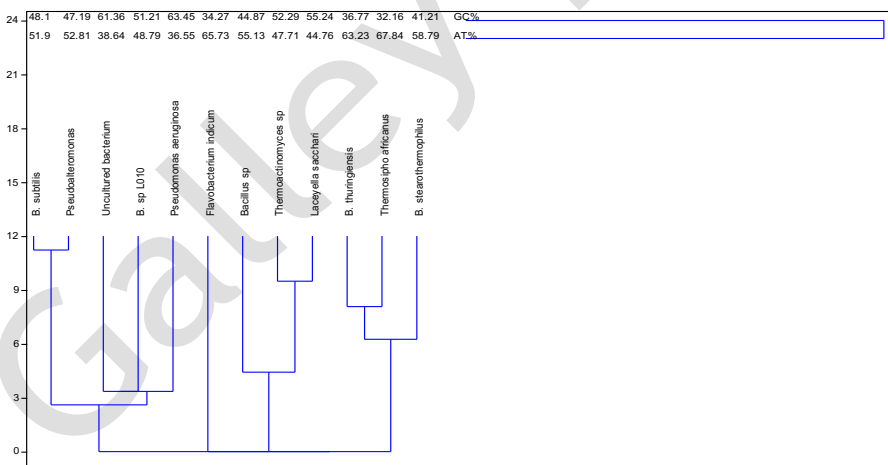 24
48.1 47.19 61.36 51.21 63.45 34.27 44.87 52.29 55.24 36.77 32.16 41.21 GC%
51.9 52.81 38.64 48.79 36.55 65.73 55.13 47.71 44.76 63.23 67.84 58.79 AT%
21
18
15
B. subtilis
Pseudoalteromonas
Uncultured bacterium
B. sp L010
Pseudomonas aeruginosa
Flavobacterium indicum
Bacillus sp
Thermoactinomyces sp
Laceyella sacchari
B. thuringiensis
Thermosipho africanus
B. stearothermophilus
12
9
6
3
0
Galley